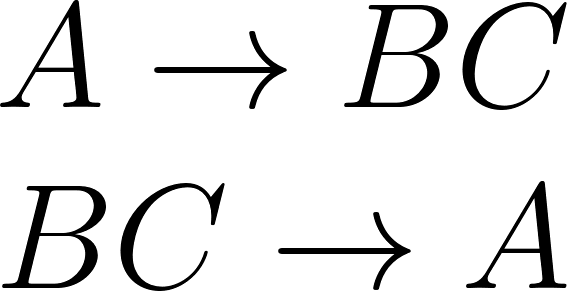 A → BC
BC → A